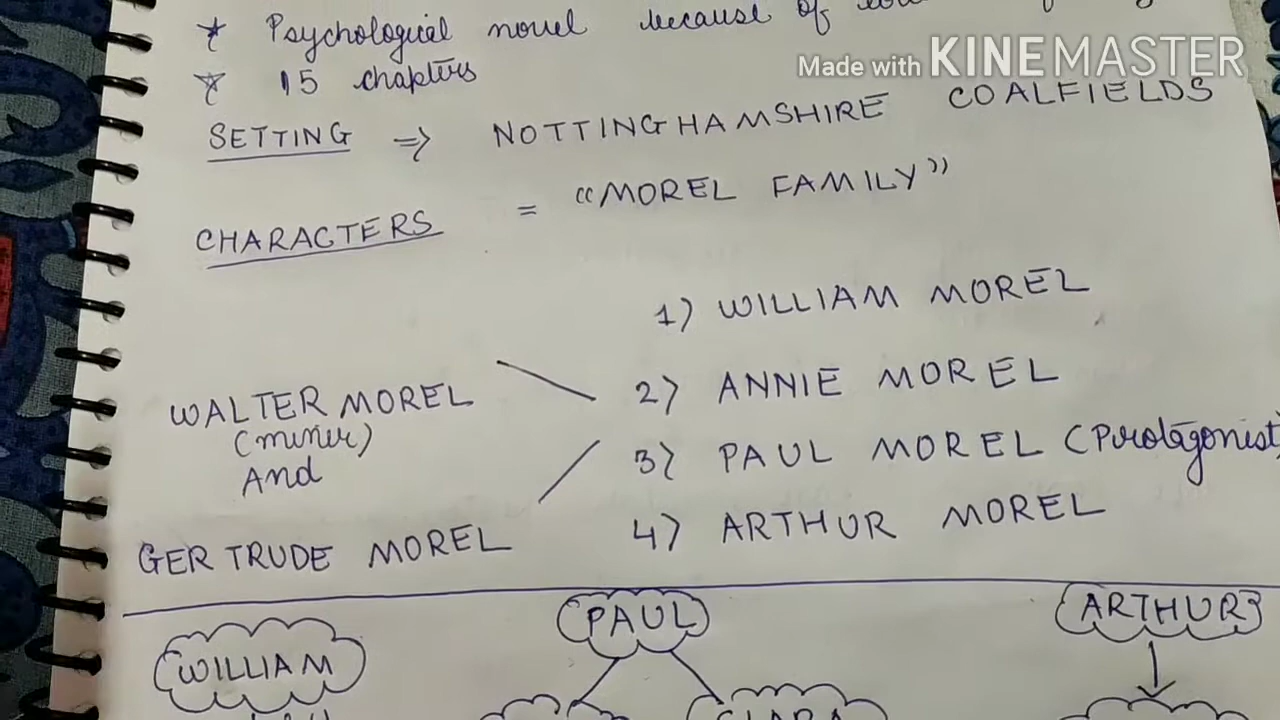 ★ Psychological novel because of
Made with KINEMASTER
★ 15 chapters
SETTING ⇒ NOTTINGHAMSHIRE COALFIELDS
CHARACTERS = "MOREL FAMILY"
1) WILLIAM MOREL
2) ANNIE MOREL
WALTER MOREL
(miner)
3) PAUL MOREL (Protagonist)
And
4) ARTHUR MOREL
GERTRUDE MOREL
PAUL
ARTHUR
WILLIAM
CLARA